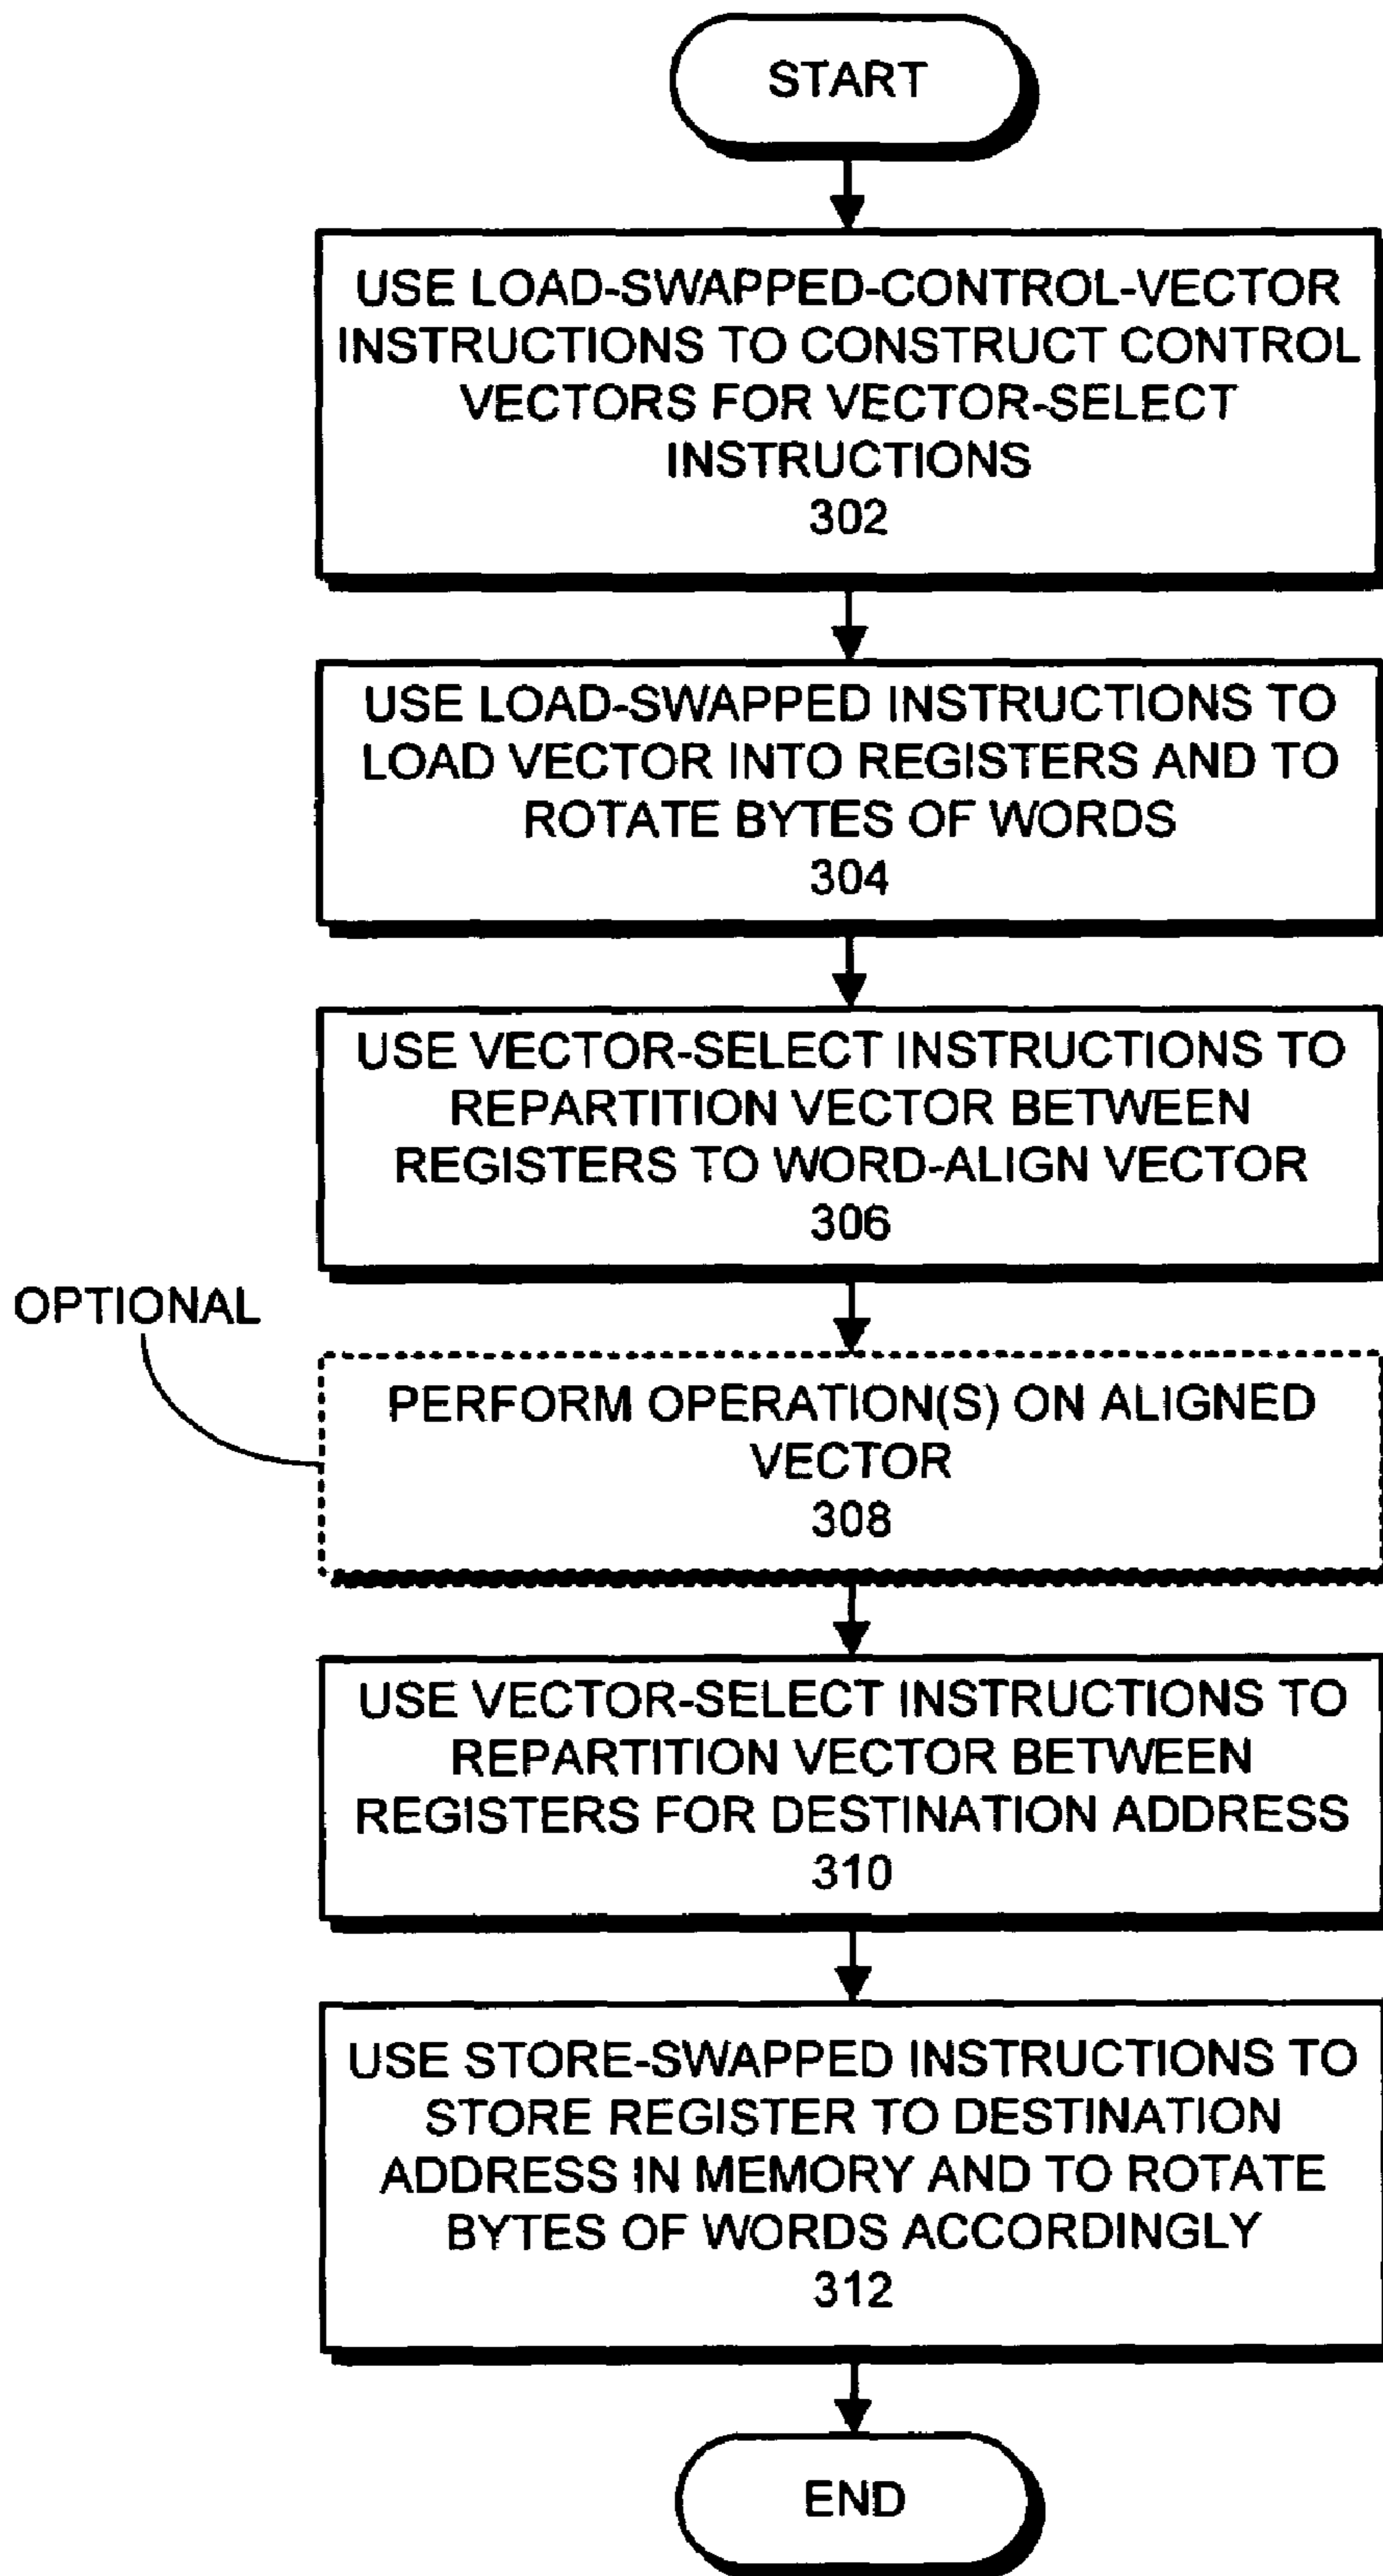 START
USE LOAD-SWAPPED-CONTROL-VECTOR
INSTRUCTIONS TO CONSTRUCT CONTROL
VECTORS FOR VECTOR-SELECT
INSTRUCTIONS
302
USE LOAD-SWAPPED INSTRUCTIONS TO
LOAD VECTOR INTO REGISTERS AND TO
ROTATE BYTES OF WORDS
304
USE VECTOR-SELECT INSTRUCTIONS TO
REPARTITION VECTOR BETWEEN
REGISTERS TO WORD-ALIGN VECTOR
306
OPTIONAL
PERFORM OPERATION(S) ON ALIGNED
VECTOR
308
USE VECTOR-SELECT INSTRUCTIONS TO
REPARTITION VECTOR BETWEEN
REGISTERS FOR DESTINATION ADDRESS
310
USE STORE-SWAPPED INSTRUCTIONS TO
STORE REGISTER TO DESTINATION
ADDRESS IN MEMORY AND TO ROTATE
BYTES OF WORDS ACCORDINGLY
312
END